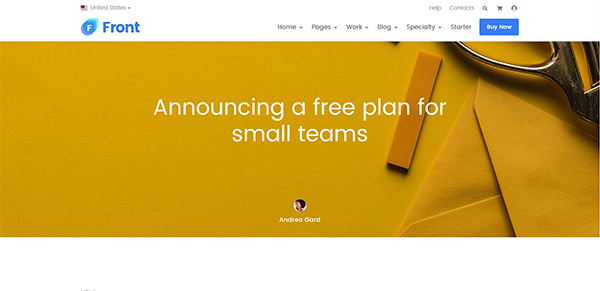 United States
Help Contacts
F Front
Home Pages Work Blog Specialty Starter Buy Now
Announcing a free plan for
small teams
Andrea Gard